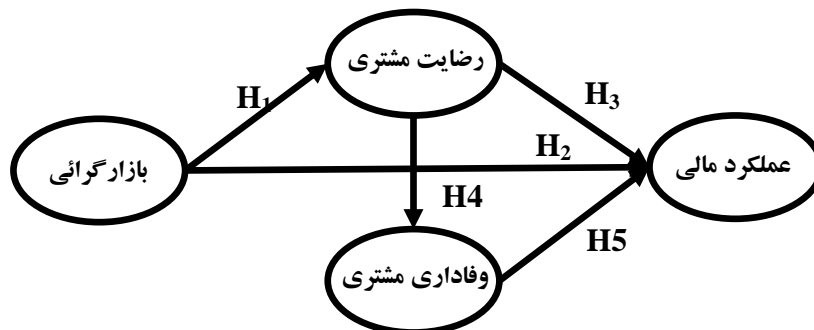 رضایت مشتری
H₁
H₃
بازارگرائی
H₂
عملکرد مالی
H4
H5
وفاداری مشتری